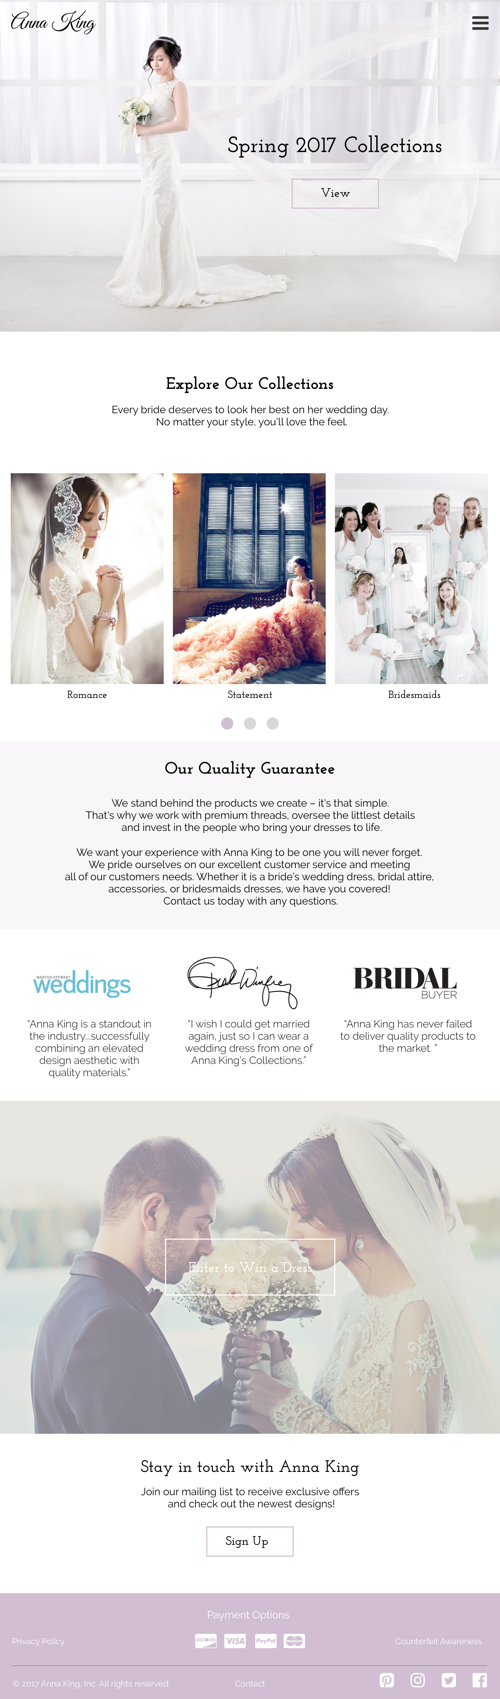 Anna King
Spring 2017 Collections
View
Explore Our Collections
Every bride deserves to look her best on her wedding day.
No matter your style, you'll love the feel.
Romance
Statement
Bridesmaids
Our Quality Guarantee
We stand behind the products we create – it's that simple.
That's why we work with premium threads, oversee the littlest details
and invest in the people who bring your dresses to life.
We want your experience with Anna King to be one you will never forget.
We pride ourselves on our excellent customer service and meeting
all of our customers needs. Whether it is a bride's wedding dress, bridal attire,
accessories, or bridesmaids dresses, we have you covered!
Contact us today with any questions.
MARTHA STEWART
weddings
"Anna King is a standout in
the industry...successfully
combining an elevated
design aesthetic with
quality materials."
Oprah Winfrey
"I wish I could get married
again, just so I can wear a
wedding dress from one of
Anna King's Collections."
BRIDAL
BUYER
"Anna King has never failed
to deliver quality products to
the market. "
Enter to Win a Dress
Stay in touch with Anna King
Join our mailing list to receive exclusive offers
and check out the newest designs!
Sign Up
Payment Options
Privacy Policy
DISCOVER
VISA
PayPal
MasterCard
Counterfeit Awareness
© 2017 Anna King, Inc. All rights reserved.
Contact